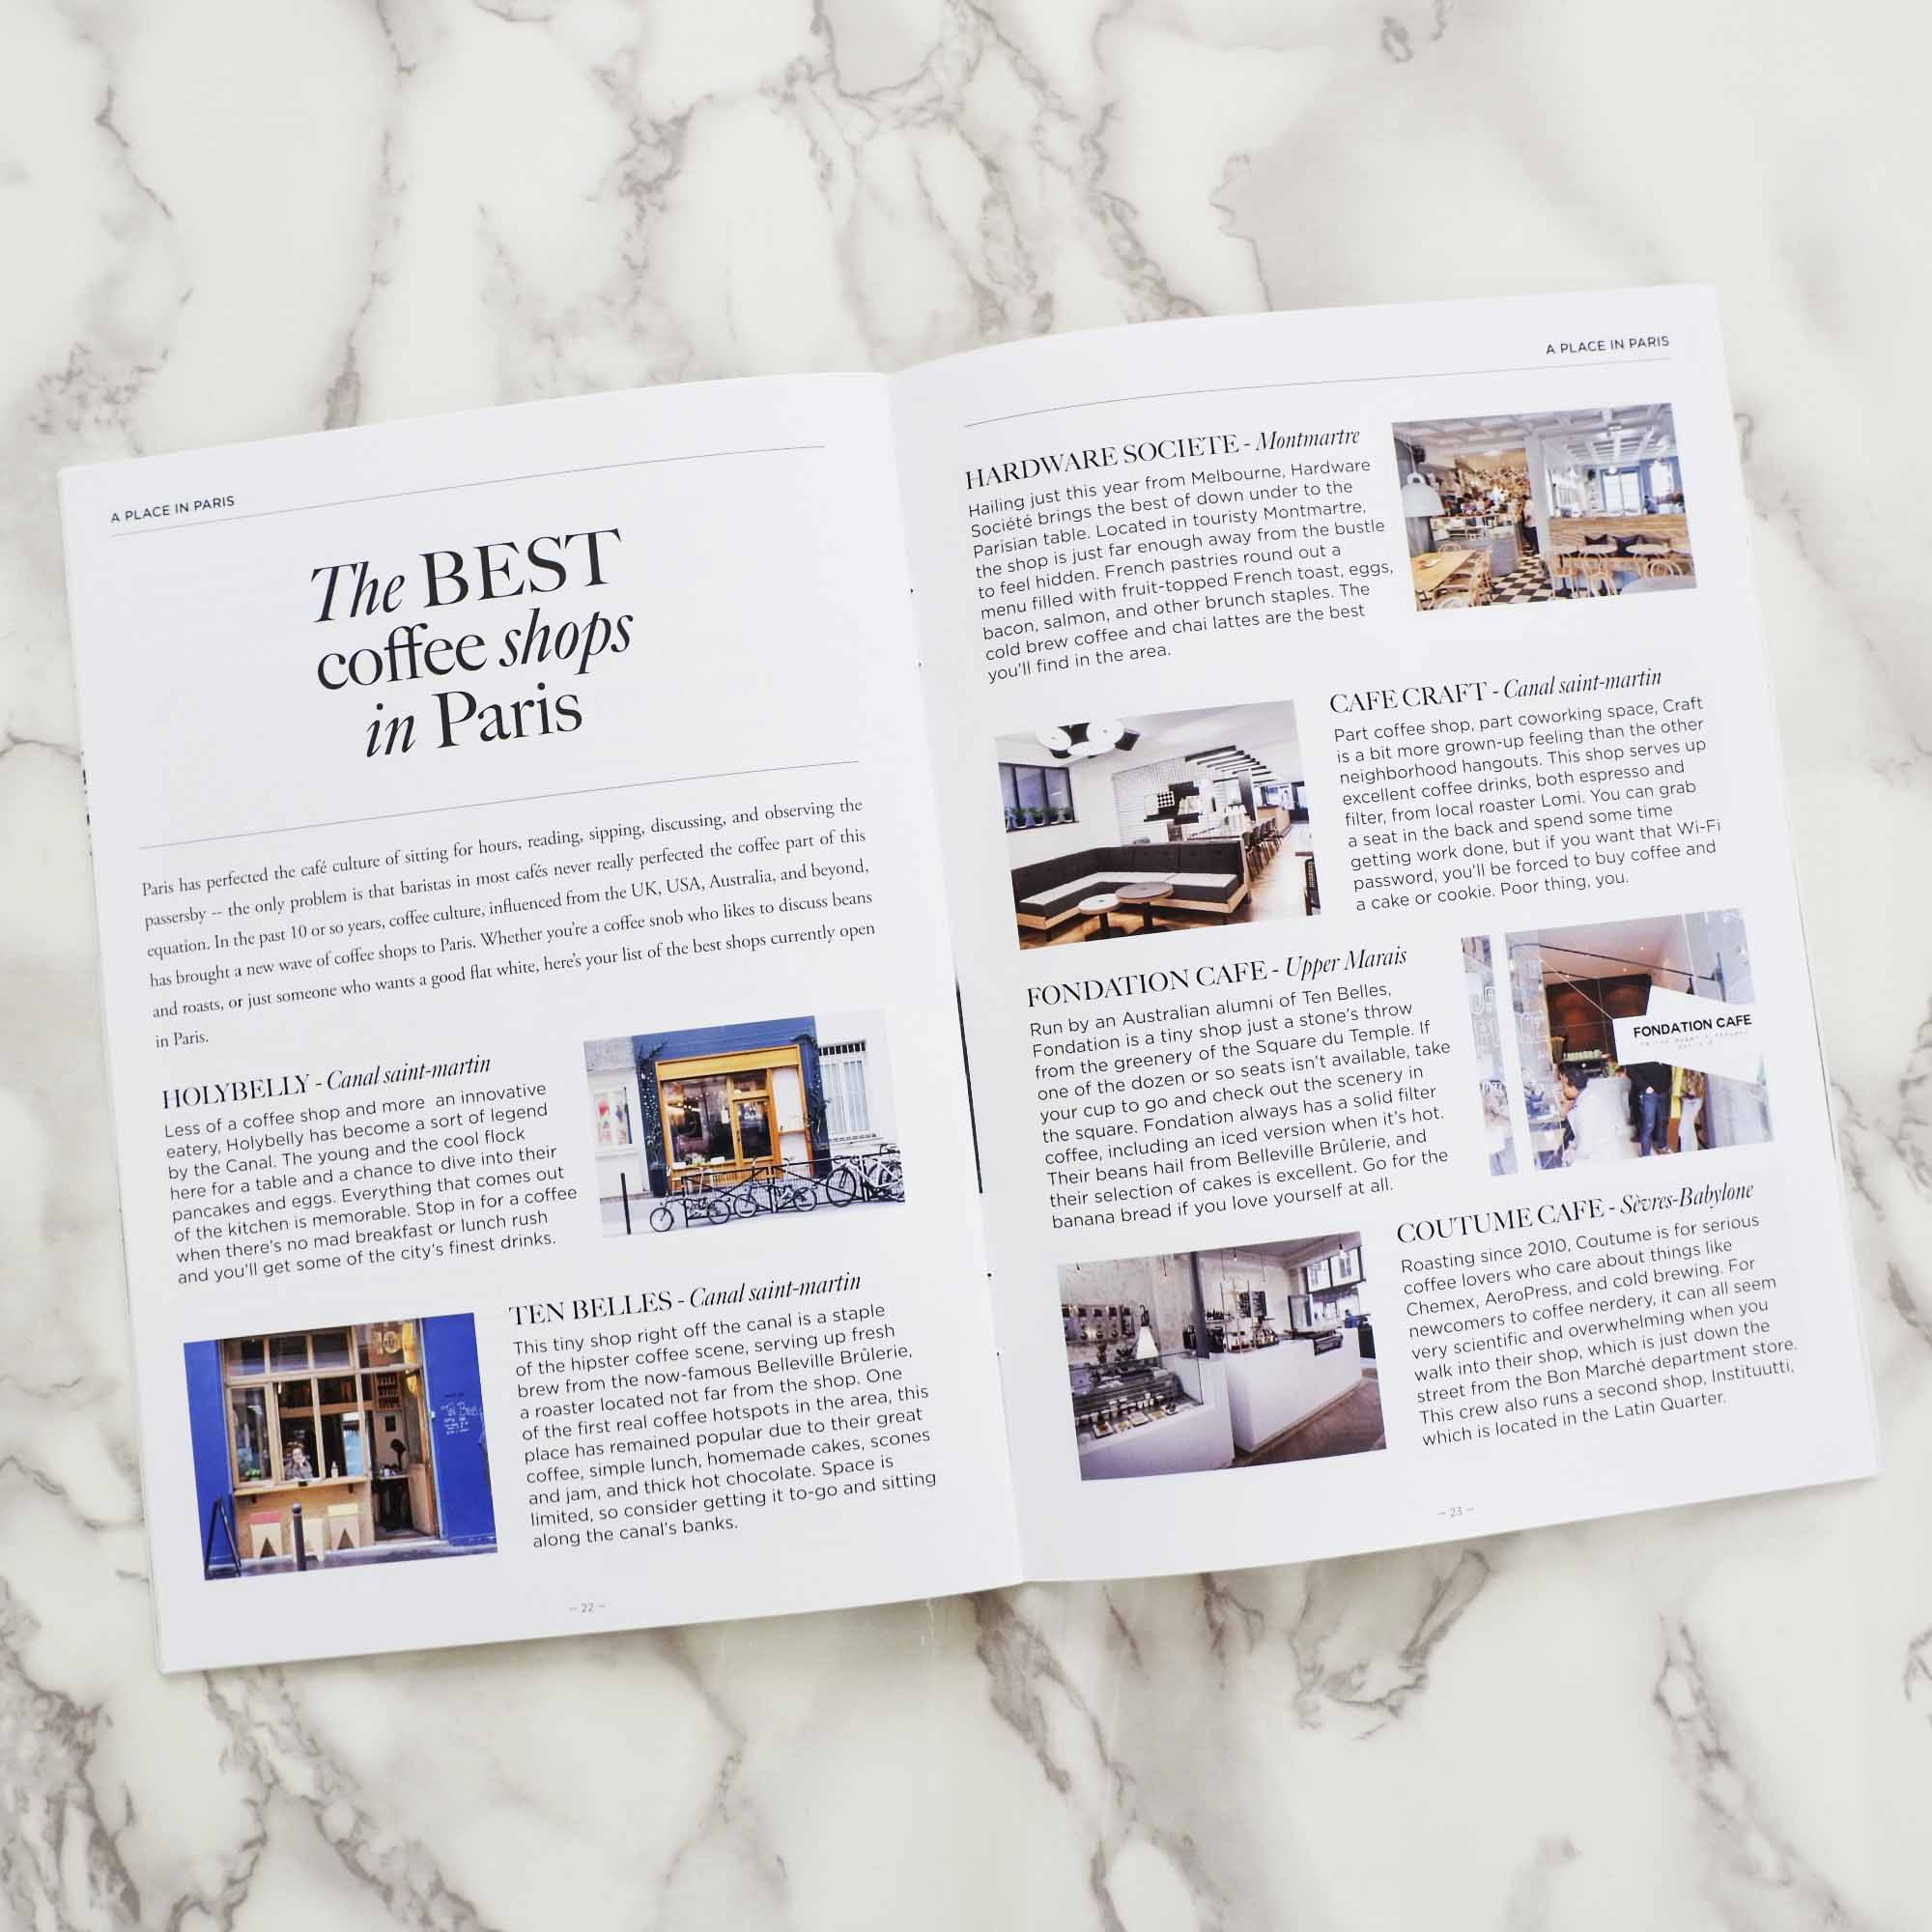 A PLACE IN PARIS
The BEST
coffee shops
in Paris
Paris has perfected the café culture of sitting for hours, reading, sipping, discussing, and observing the
passersby -- the only problem is that baristas in most cafés never really perfected the coffee part of this
equation. In the past 10 or so years, coffee culture, influenced from the UK, USA, Australia, and beyond,
has brought a new wave of coffee shops to Paris. Whether you're a coffee snob who likes to discuss beans
and roasts, or just someone who wants a good flat white, here's your list of the best shops currently open
in Paris.
HOLYBELLY - Canal saint-martin
Less of a coffee shop and more an innovative
eatery, Holybelly has become a sort of legend
by the Canal. The young and the cool flock
here for a table and a chance to dive into their
pancakes and eggs. Everything that comes out
of the kitchen is memorable. Stop in for a coffee
when there's no mad breakfast or lunch rush
and you'll get some of the city's finest drinks.
TEN BELLES - Canal saint-martin
This tiny shop right off the canal is a staple
of the hipster coffee scene, serving up fresh
brew from the now-famous Belleville Brûlerie,
a roaster located not far from the shop. One
of the first real coffee hotspots in the area, this
place has remained popular due to their great
coffee, simple lunch, homemade cakes, scones
and jam, and thick hot chocolate. Space is
limited, so consider getting it to-go and sitting
along the canal's banks.
– 22 –
A PLACE IN PARIS
HARDWARE SOCIETE - Montmartre
Hailing just this year from Melbourne, Hardware
Société brings the best of down under to the
Parisian table. Located in touristy Montmartre,
the shop is just far enough away from the bustle
to feel hidden. French pastries round out a
menu filled with fruit-topped French toast, eggs,
bacon, salmon, and other brunch staples. The
cold brew coffee and chai lattes are the best
you'll find in the area.
CAFE CRAFT - Canal saint-martin
Part coffee shop, part coworking space, Craft
is a bit more grown-up feeling than the other
neighborhood hangouts. This shop serves up
excellent coffee drinks, both espresso and
filter, from local roaster Lomi. You can grab
a seat in the back and spend some time
getting work done, but if you want that Wi-Fi
password, you'll be forced to buy coffee and
a cake or cookie. Poor thing, you.
FONDATION CAFE - Upper Marais
Run by an Australian alumni of Ten Belles,
Fondation is a tiny shop just a stone's throw
from the greenery of the Square du Temple. If
one of the dozen or so seats isn't available, take
your cup to go and check out the scenery in
the square. Fondation always has a solid filter
coffee, including an iced version when it's hot.
Their beans hail from Belleville Brûlerie, and
their selection of cakes is excellent. Go for the
banana bread if you love yourself at all.
FONDATION CAFE
COUTUME CAFE - Sèvres-Babylone
Roasting since 2010, Coutume is for serious
coffee lovers who care about things like
Chemex, AeroPress, and cold brewing. For
newcomers to coffee nerdery, it can all seem
very scientific and overwhelming when you
walk into their shop, which is just down the
street from the Bon Marché department store.
This crew also runs a second shop, Instituutti,
which is located in the Latin Quarter.
– 23 –